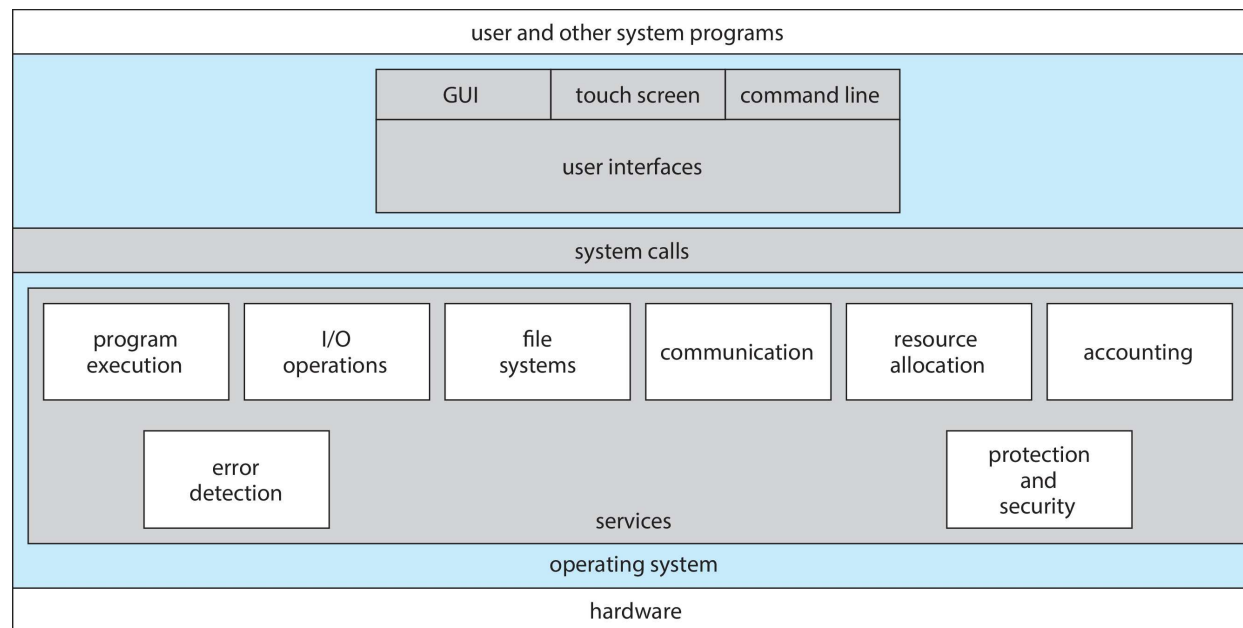 user and other system programs
GUI
touch screen
command line
user interfaces
system calls
program
execution
I/O
operations
file
systems
communication
resource
allocation
accounting
error
detection
protection
and
security
services
operating system
hardware